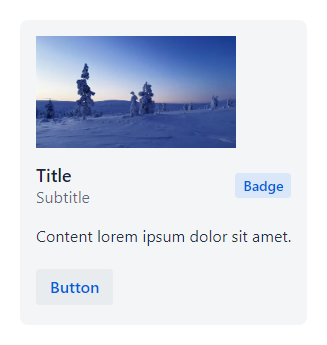 Title
Subtitle
Badge
Content lorem ipsum dolor sit amet.
Button